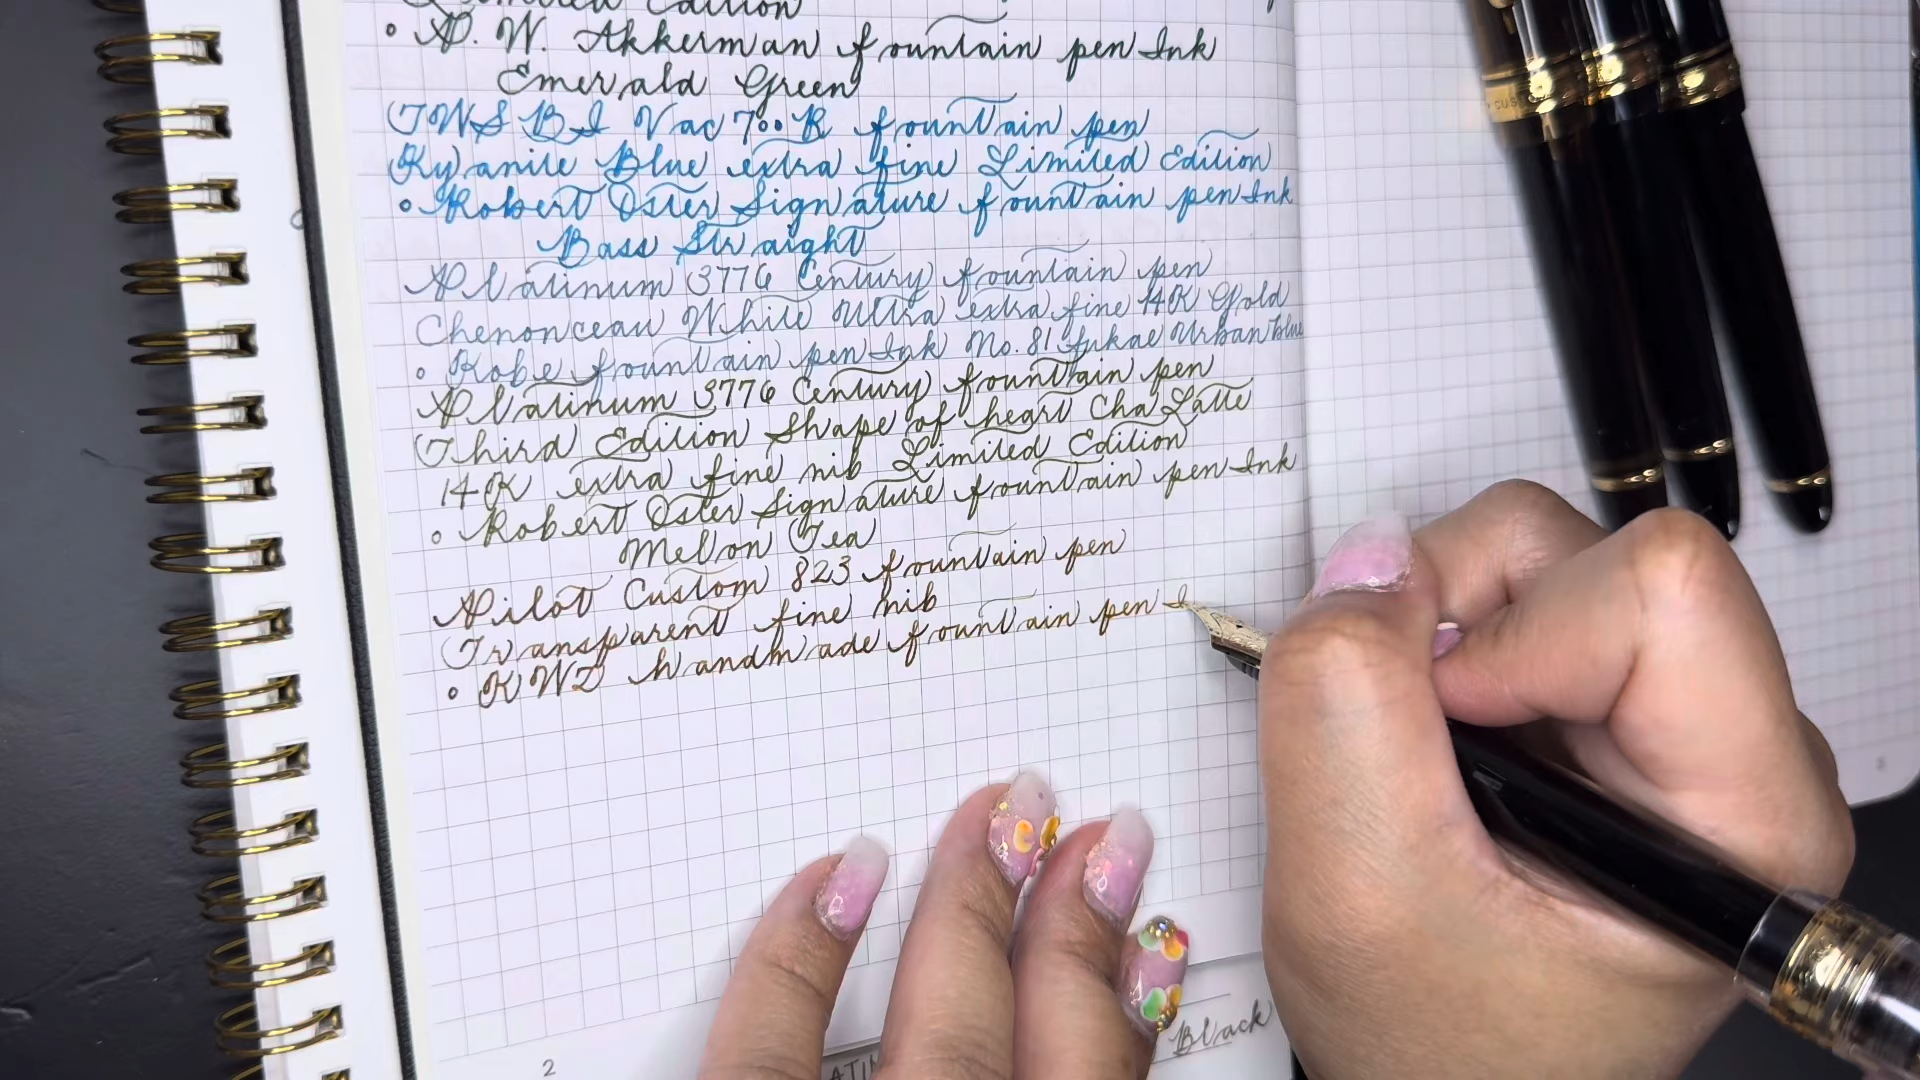 Limited Edition
• P. W. Akkerman fountain pen Ink
Emerald Green
TWSBI Vac 700R fountain pen
Kyanite Blue extra fine Limited Edition
• Robert Oster Signature fountain pen Ink
Bass Straight
Platinum 3776 Century fountain pen
Chenonceau White Ultra extra fine 14K Gold
• Kobe fountain pen Ink No. 81 Urban blue
Platinum 3776 Century fountain pen
Third Edition Shape of heart Cha Latte
14K extra fine nib Limited Edition
• Robert Oster Signature fountain pen Ink
Melon Tea
Pilot Custom 823 fountain pen
Transparent fine nib
• KWZ handmade fountain pen I
Black
2